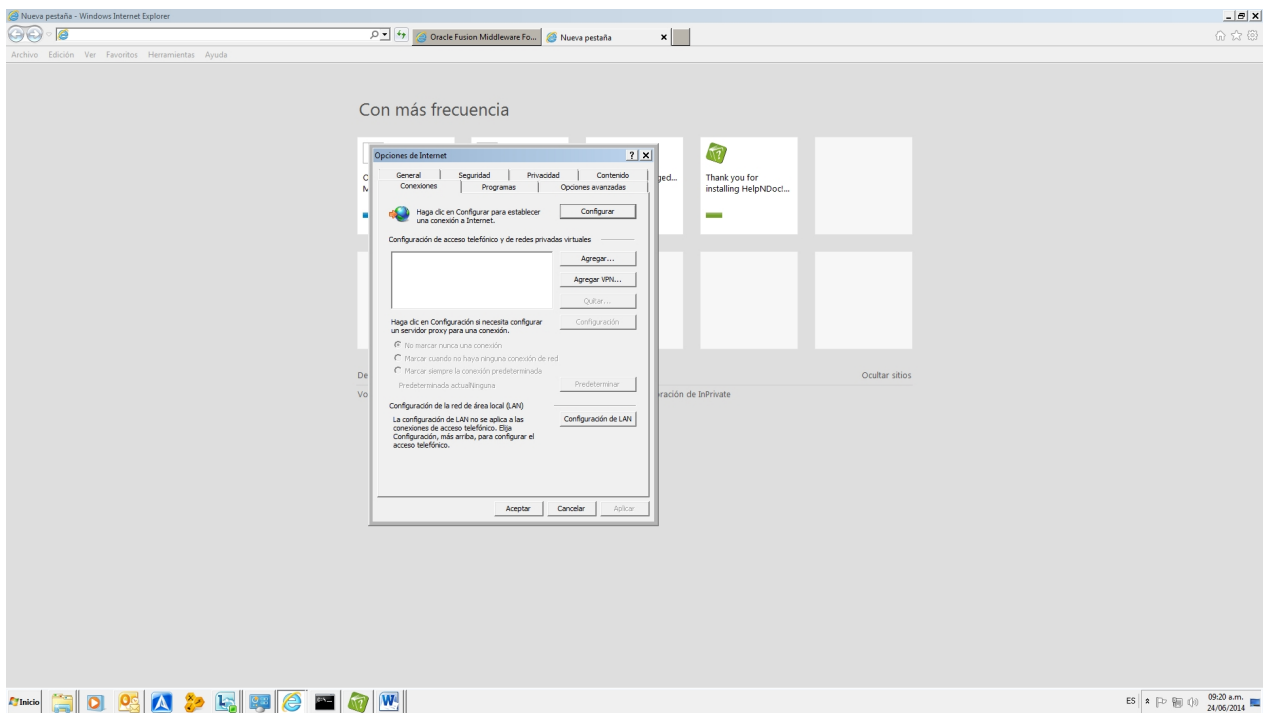 Nueva pestaña - Windows Internet Explorer
Oracle Fusion Middleware Fo...
Nueva pestaña
Archivo Edición Ver Favoritos Herramientas Ayuda
Con más frecuencia
Thank you for
installing HelpNDoc!...
ged...
Opciones de Internet
General Seguridad Privacidad Contenido
Conexiones Programas Opciones avanzadas
Haga clic en Configurar para establecer
una conexión a Internet.
Configurar
Configuración de acceso telefónico y de redes privadas virtuales
Agregar...
Agregar VPN...
Quitar...
Haga clic en Configuración si necesita configurar
un servidor proxy para una conexión.
Configuración
No marcar nunca una conexión
Marcar cuando no haya ninguna conexión de red
Marcar siempre la conexión predeterminada
Predeterminada actualNinguna
Predeterminar
Configuración de la red de área local (LAN)
La configuración de LAN no se aplica a las
conexiones de acceso telefónico. Elija
Configuración, más arriba, para configurar el
acceso telefónico.
Configuración de LAN
Aceptar Cancelar Aplicar
De
Ocultar sitios
Vo
ración de InPrivate
Inicio
ES
09:20 a.m.
24/06/2014